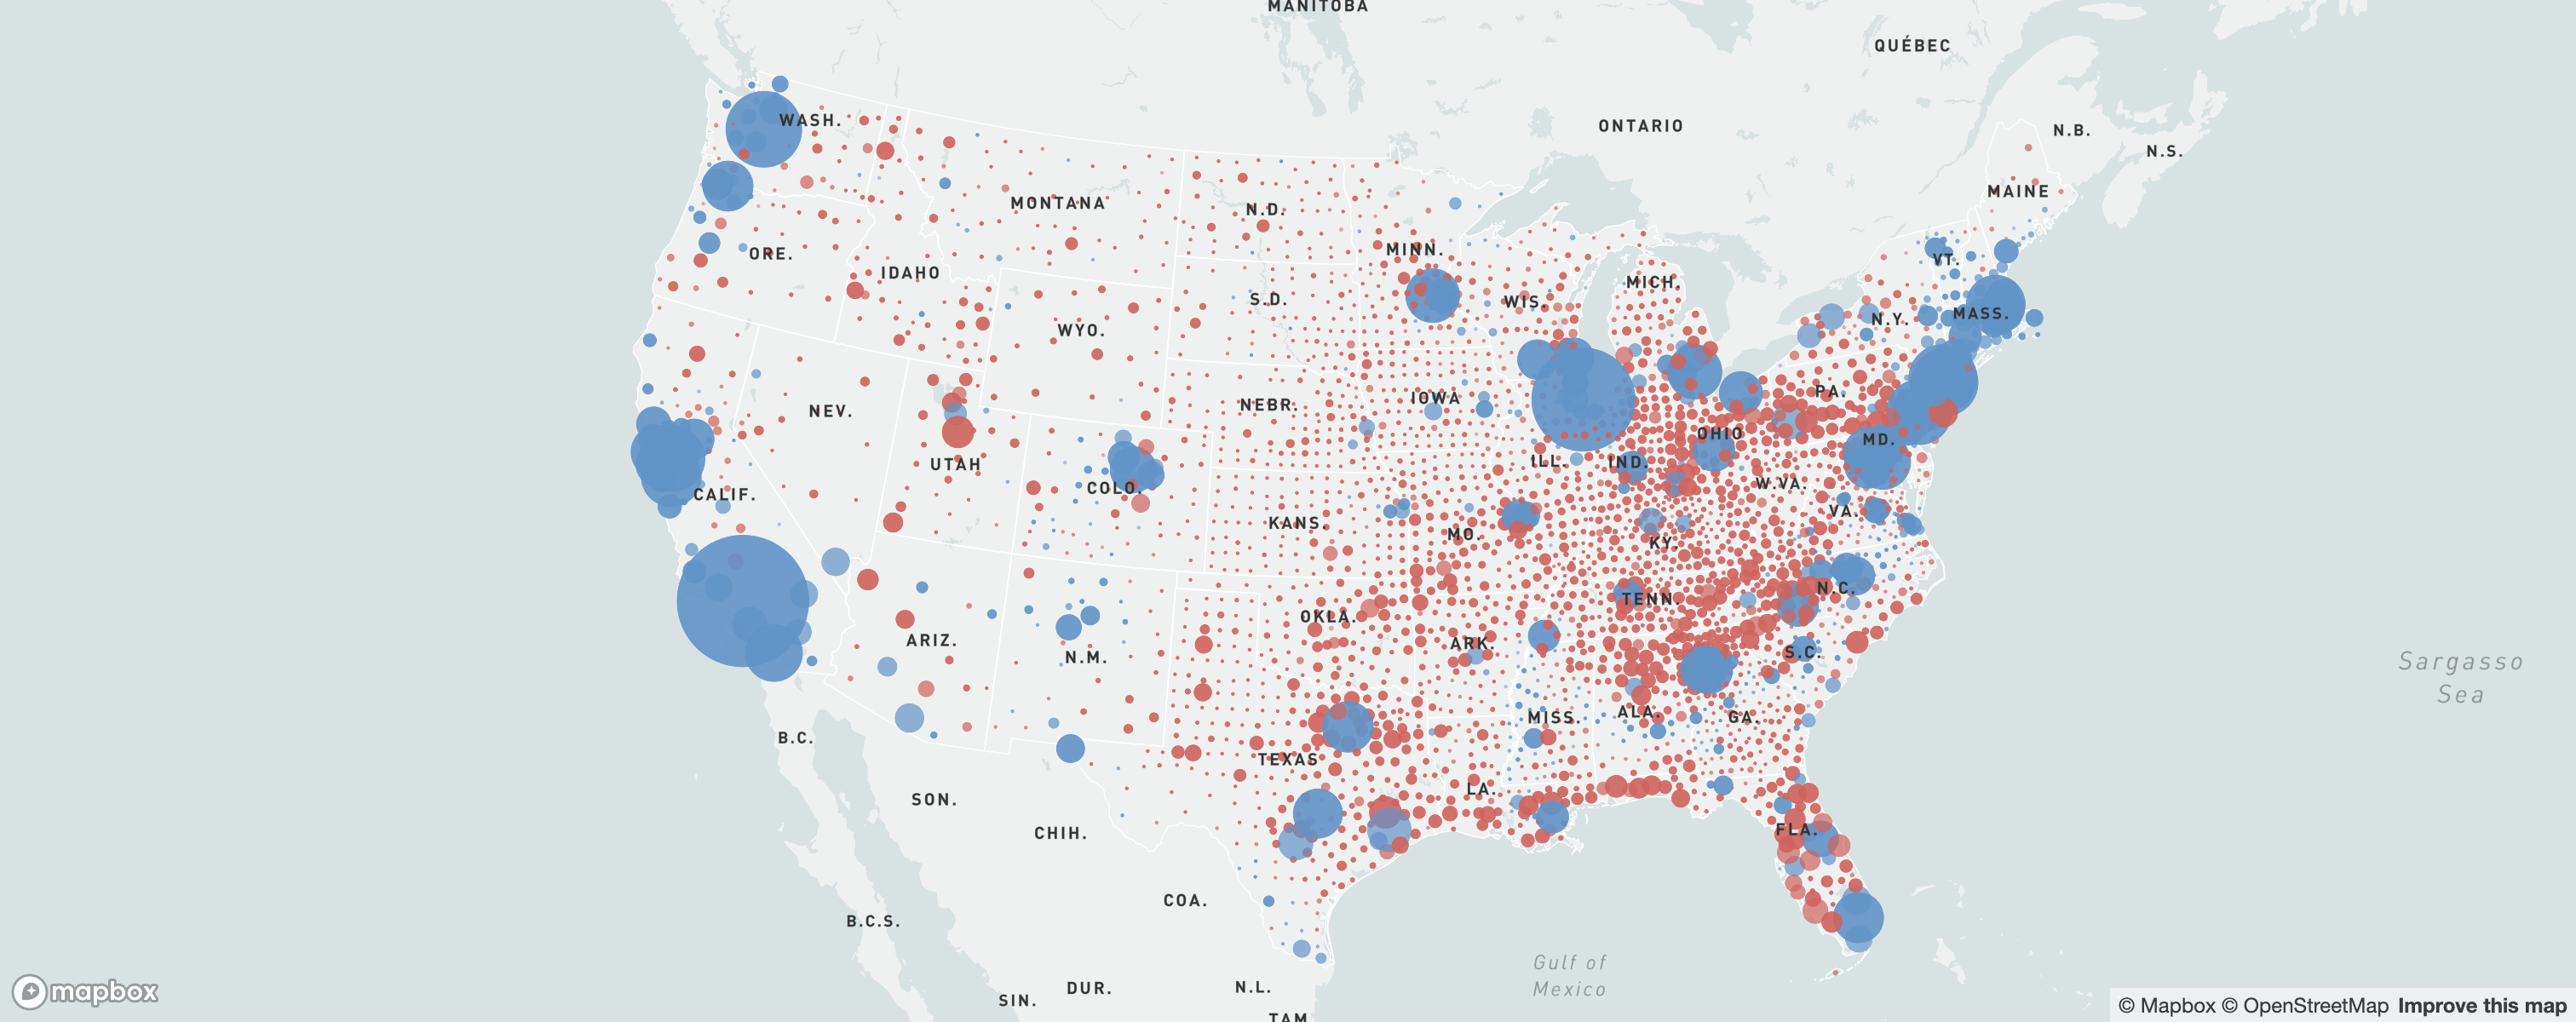 MANITOBA
QUÉBEC
ONTARIO
N.B.
N.S.
WASH.
MONTANA
N.D.
MAINE
ORE.
IDAHO
MINN.
VT.
S.D.
WIS.
MICH.
N.Y.
MASS.
WYO.
NEV.
NEBR.
IOWA
PA.
OHIO
MD.
UTAH
COLO.
ILL.
IND.
W.VA.
CALIF.
KANS.
MO.
KY.
VA.
ARIZ.
N.M.
OKLA.
ARK.
TENN.
N.C.
S.C.
Sargasso
Sea
B.C.
TEXAS
MISS.
ALA.
GA.
LA.
SON.
CHIH.
FLA.
COA.
B.C.S.
Gulf of
Mexico
SIN.
DUR.
N.L.
TAM
mapbox
© Mapbox © OpenStreetMap Improve this map